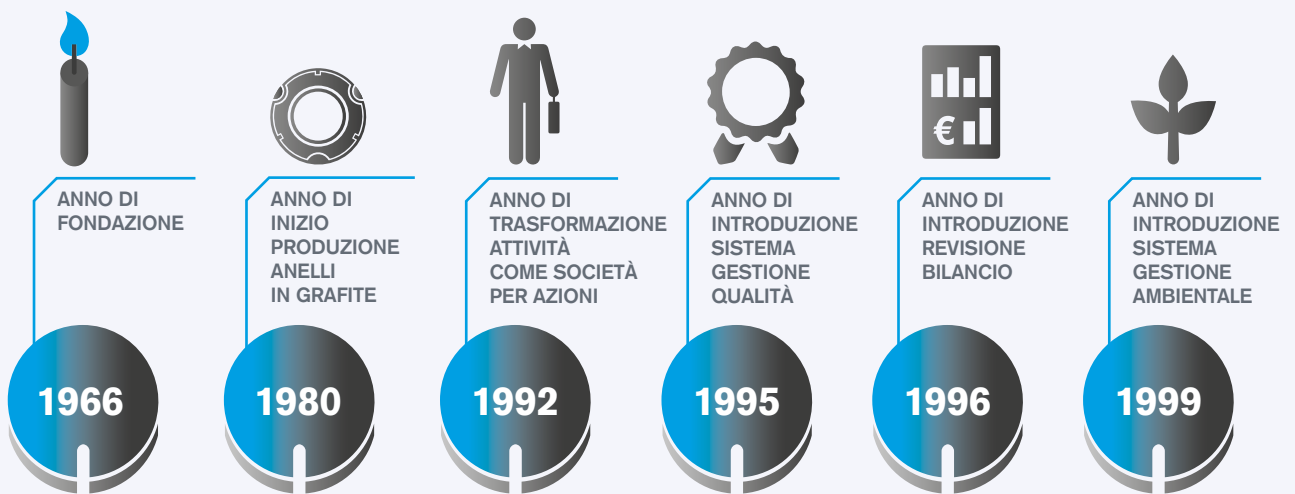 ANNO DI
FONDAZIONE
1966
ANNO DI
INIZIO
PRODUZIONE
ANELLI
IN GRAFITE
1980
ANNO DI
TRASFORMAZIONE
ATTIVITÀ
COME SOCIETÀ
PER AZIONI
1992
ANNO DI
INTRODUZIONE
SISTEMA
GESTIONE
QUALITÀ
1995
€
ANNO DI
INTRODUZIONE
REVISIONE
BILANCIO
1996
ANNO DI
INTRODUZIONE
SISTEMA
GESTIONE
AMBIENTALE
1999